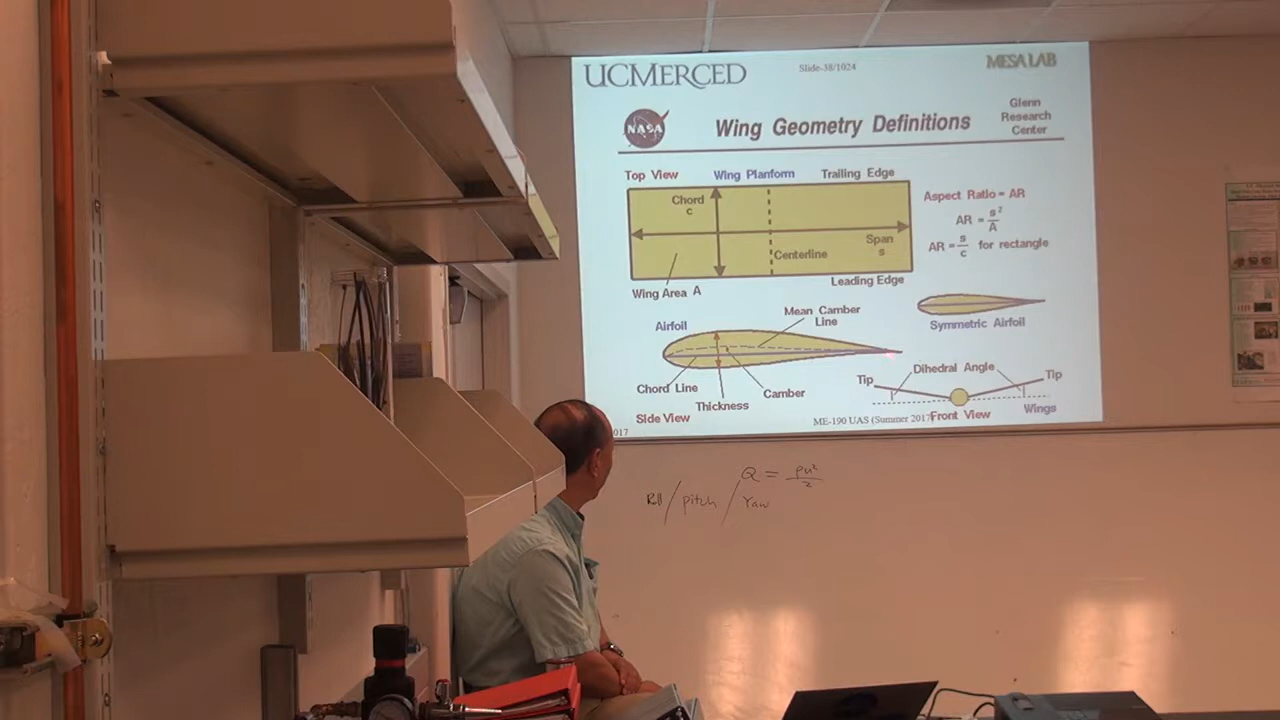 UCMERCED
Slide-38/1024
MESA LAB
NASA
Wing Geometry Definitions
Glenn
Research
Center
Top View
Wing Planform
Trailing Edge
Chord
c
Span
s
Centerline
Wing Area A
Leading Edge
Aspect Ratio = AR
AR = s²/A
AR = s/c for rectangle
Airfoil
Mean Camber
Line
Symmetric Airfoil
Chord Line
Thickness
Camber
Side View
Tip
Dihedral Angle
Tip
Front View
Wings
017
ME-190 UAS (Summer 2017
Q = ρu²/2
Roll / pitch / Yaw